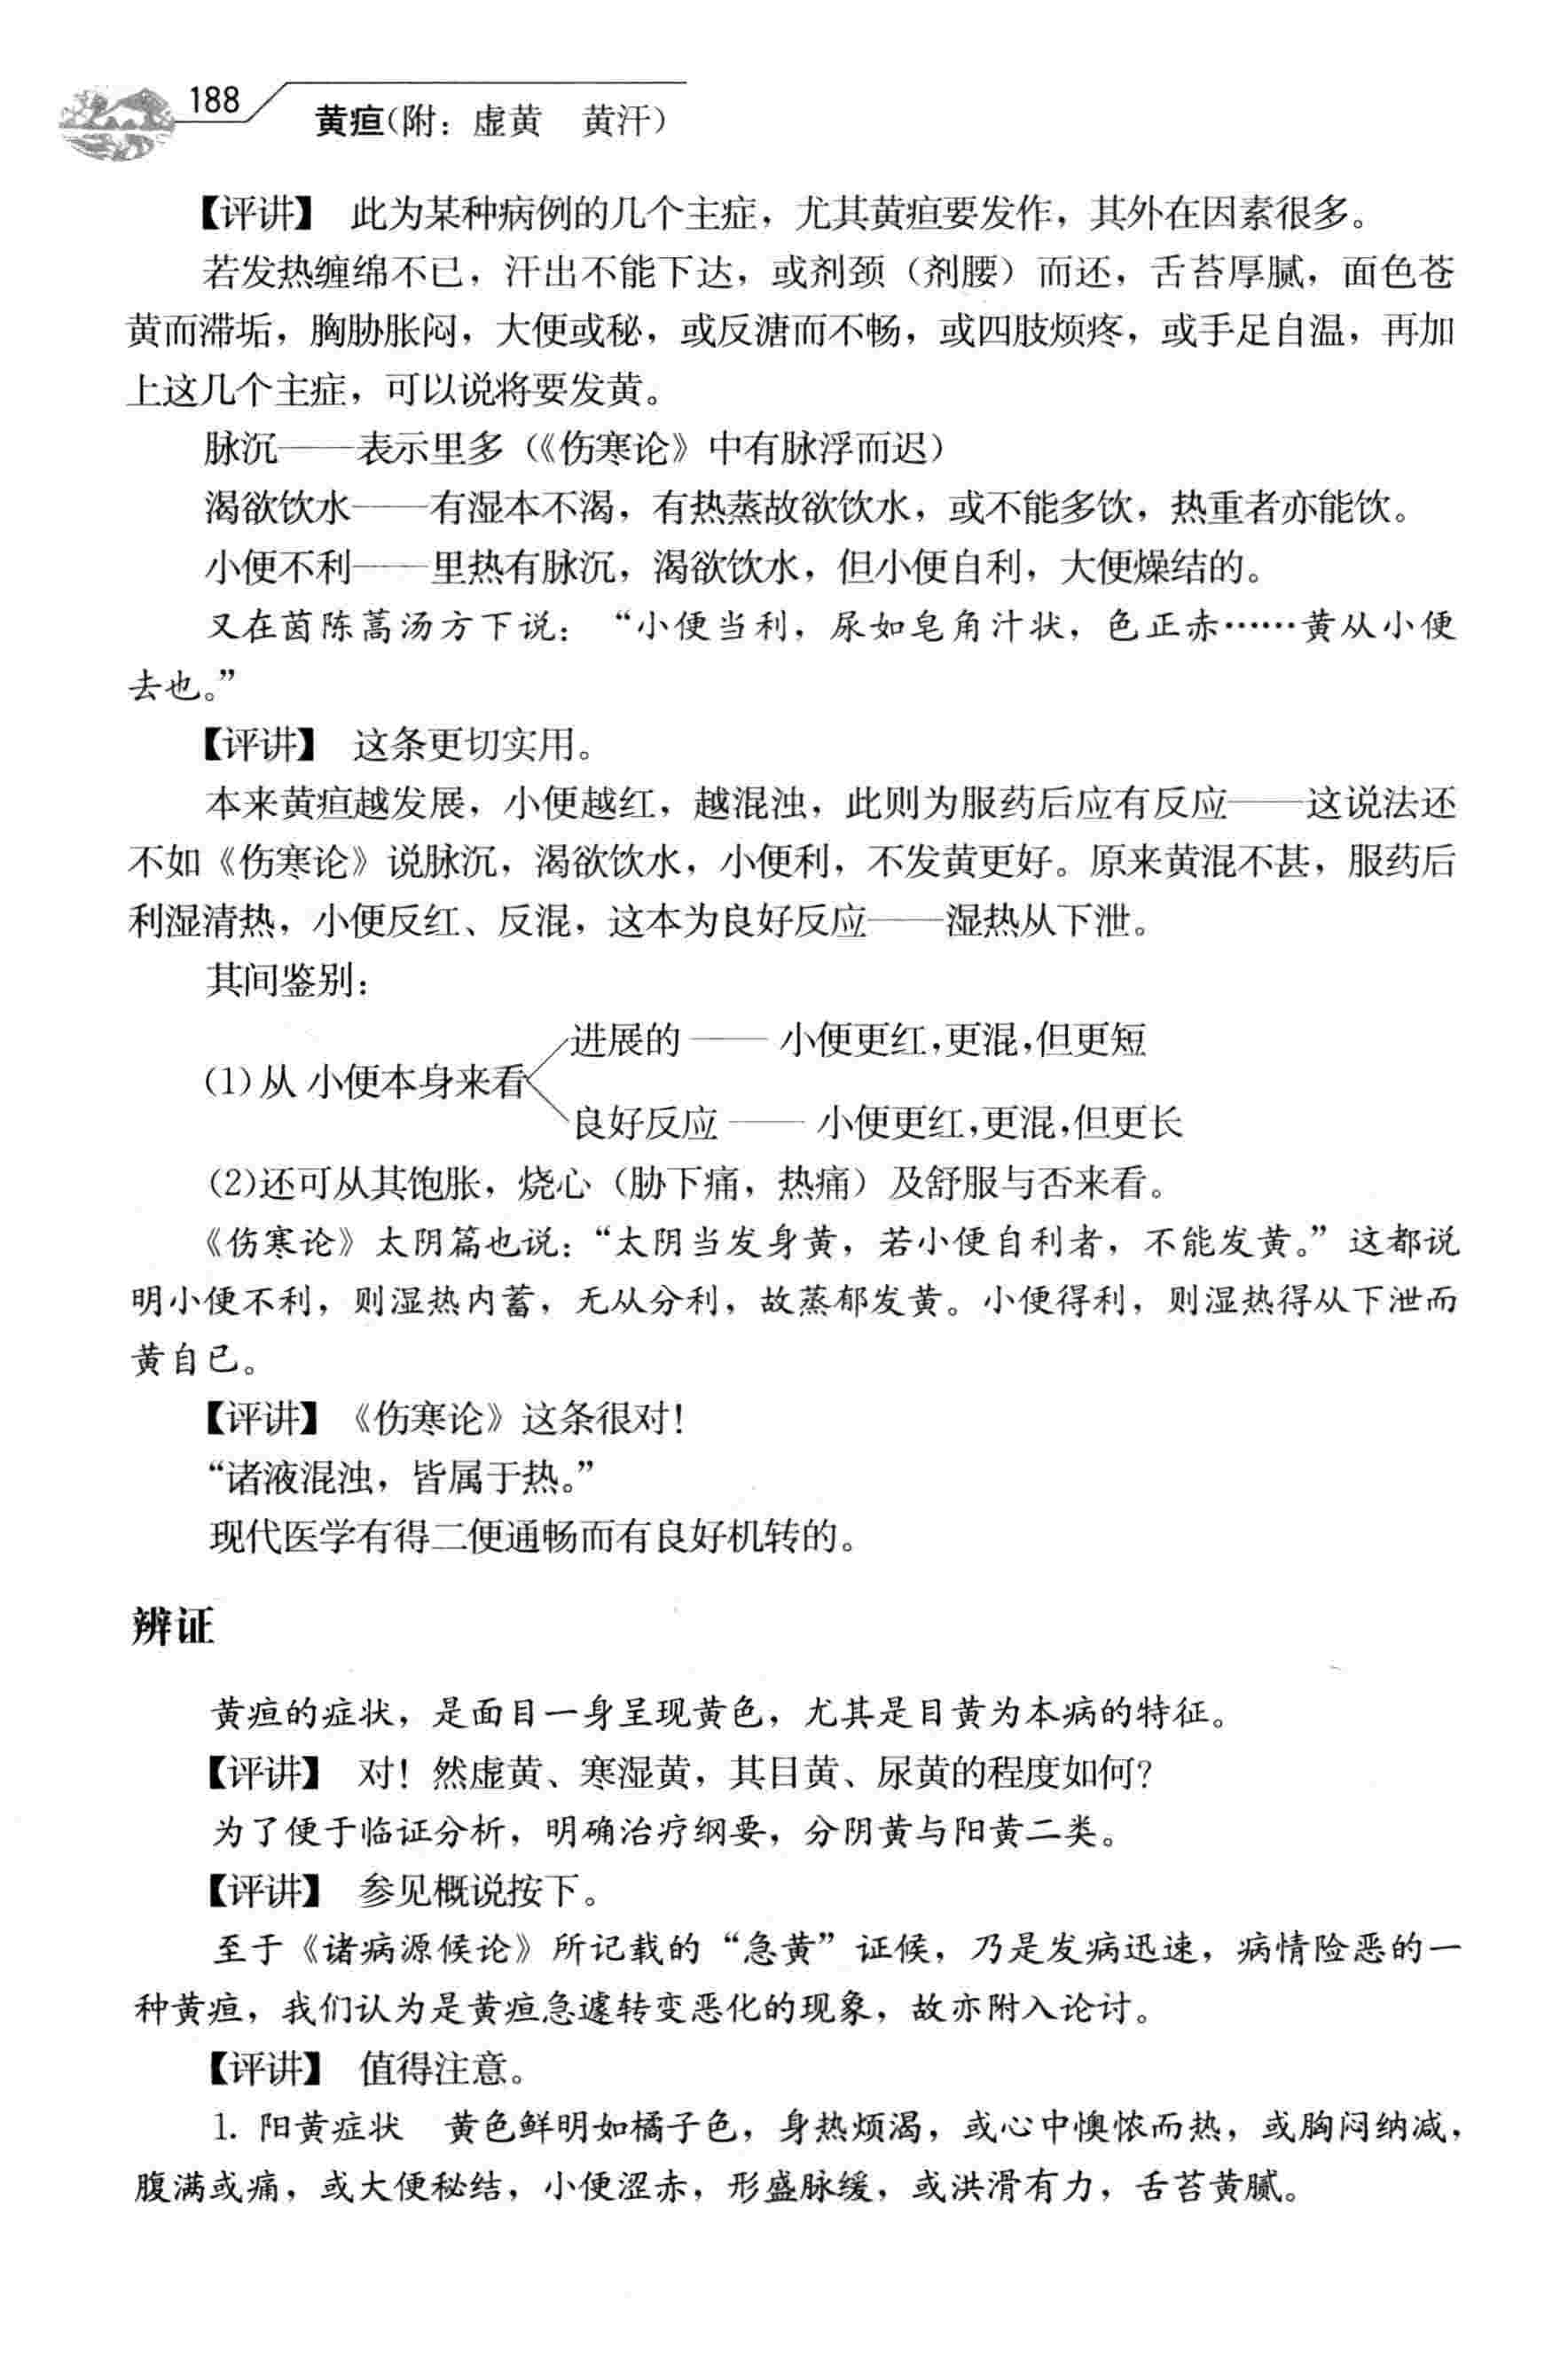 188
黄疸(附：虚黄　黄汗)
【评讲】　此为某种病例的几个主症，尤其黄疸要发作，其外在因素很多。
若发热缠绵不已，汗出不能下达，或剂颈（剂腰）而还，舌苔厚腻，面色苍
黄而滞垢，胸胁胀闷，大便或秘，或反溏而不畅，或四肢烦疼，或手足自温，再加
上这几个主症，可以说将要发黄。
脉沉——表示里多（《伤寒论》中有脉浮而迟）
渴欲饮水——有湿本不渴，有热蒸故欲饮水，或不能多饮，热重者亦能饮。
小便不利——里热有脉沉，渴欲饮水，但小便自利，大便燥结的。
又在茵陈蒿汤方下说：“小便当利，尿如皂角汁状，色正赤……黄从小便
去也。”
【评讲】　这条更切实用。
本来黄疸越发展，小便越红，越混浊，此则为服药后应有反应——这说法还
不如《伤寒论》说脉沉，渴欲饮水，小便利，不发黄更好。原来黄混不甚，服药后
利湿清热，小便反红、反混，这本为良好反应——湿热从下泄。
其间鉴别：
进展的——小便更红，更混，但更短
(1)从小便本身来看
良好反应——小便更红，更混，但更长
(2)还可从其饱胀，烧心（胁下痛，热痛）及舒服与否来看。
《伤寒论》太阴篇也说：“太阴当发身黄，若小便自利者，不能发黄。”这都说
明小便不利，则湿热内蓄，无从分利，故蒸郁发黄。小便得利，则湿热得从下泄而
黄自已。
【评讲】　《伤寒论》这条很对！
“诸液混浊，皆属于热。”
现代医学有得二便通畅而有良好机转的。
辨证
黄疸的症状，是面目一身呈现黄色，尤其是目黄为本病的特征。
【评讲】　对！然虚黄、寒湿黄，其目黄、尿黄的程度如何？
为了便于临证分析，明确治疗纲要，分阴黄与阳黄二类。
【评讲】　参见概说按下。
至于《诸病源候论》所记载的“急黄”证候，乃是发病迅速，病情险恶的一
种黄疸，我们认为是黄疸急遽转变恶化的现象，故亦附入论讨。
【评讲】　值得注意。
1. 阳黄症状　黄色鲜明如橘子色，身热烦渴，或心中懊侬而热，或胸闷纳减，
腹满或痛，或大便秘结，小便涩赤，形盛脉缓，或洪滑有力，舌苔黄腻。